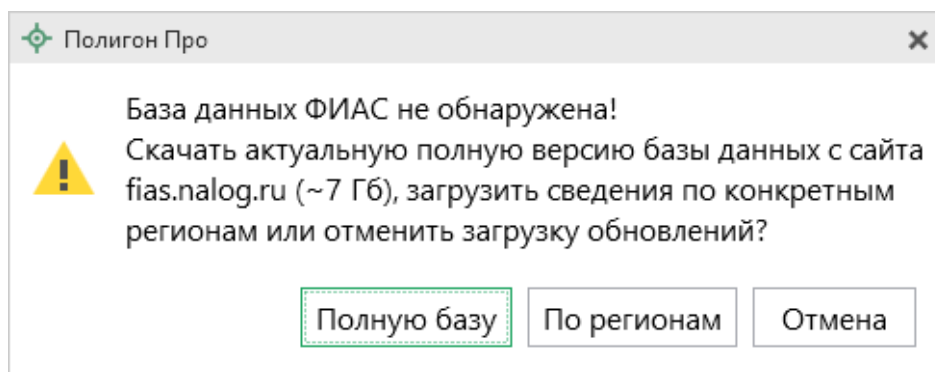 Полигон Про
База данных ФИАС не обнаружена!
Скачать актуальную полную версию базы данных с сайта
fias.nalog.ru (~7 Гб), загрузить сведения по конкретным
регионам или отменить загрузку обновлений?
Полную базу По регионам Отмена